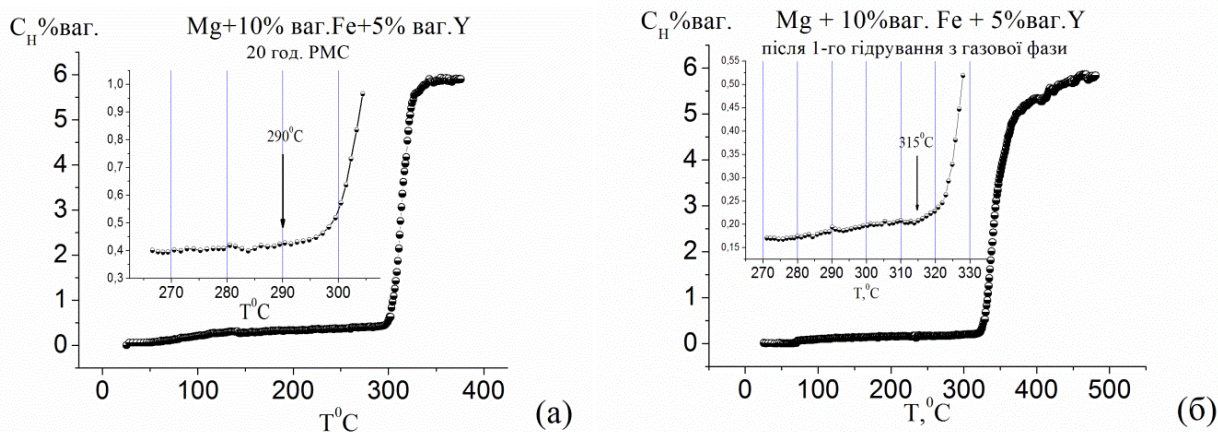 C_H%ваг.
Mg+10% ваг.Fe+5% ваг.Y
20 год. РМС
1,0
0,9
0,8
0,7
0,6
0,5
0,4
0,3
290⁰C
270 280 290 300
T⁰C
6
5
4
3
2
1
0
0 100 200 300 400
T⁰C
(а)
C_H%ваг.
Mg + 10%ваг. Fe + 5%ваг.Y
після 1-го гідрування з газової фази
0,55
0,50
0,45
0,40
0,35
0,30
0,25
0,20
0,15
315⁰C
270 280 290 300 310 320 330
T,⁰C
6
5
4
3
2
1
0
0 100 200 300 400 500
T,⁰C
(б)